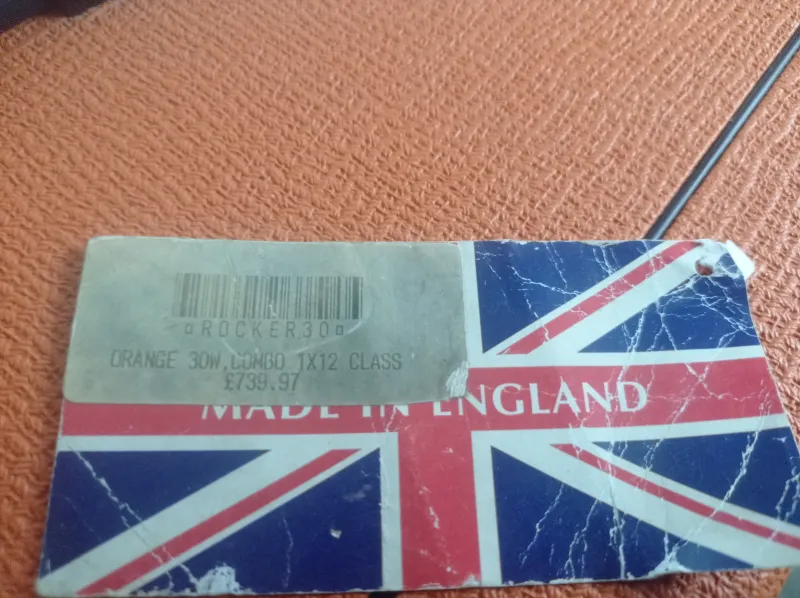 ¤ROCKER30¤
ORANGE 30W,COMBO 1X12 CLASS
£739.97
MADE IN ENGLAND